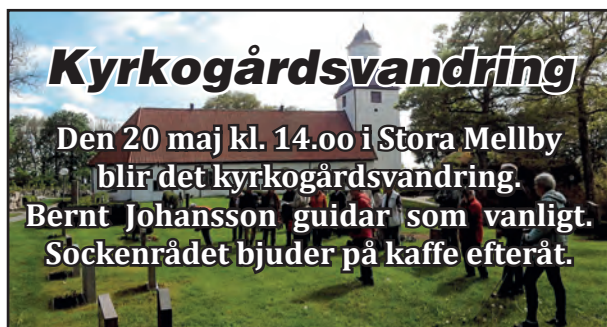 Kyrkogårdsvandring
Den 20 maj kl. 14.oo i Stora Mellby
blir det kyrkogårdsvandring.
Bernt Johansson guidar som vanligt.
Sockenrådet bjuder på kaffe efteråt.